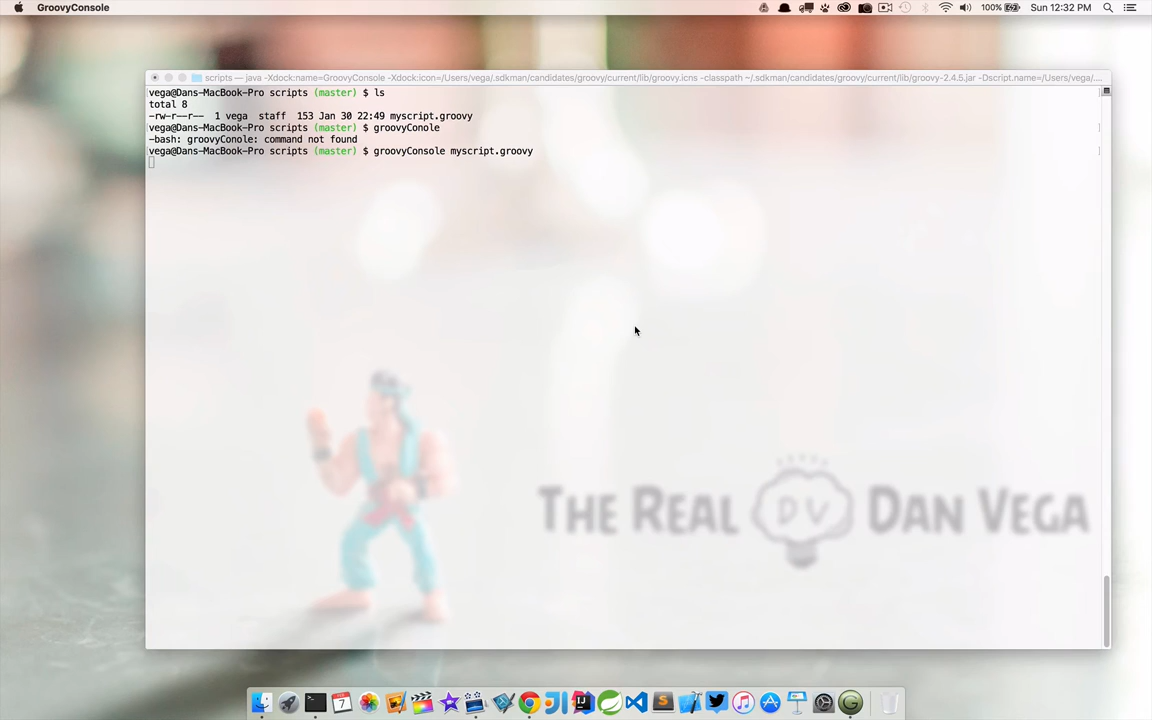 GroovyConsole
100%
Sun 12:32 PM
scripts — java -Xdock:name=GroovyConsole -Xdock:icon=/Users/vega/.sdkman/candidates/groovy/current/lib/groovy.icns -classpath ~/.sdkman/candidates/groovy/current/lib/groovy-2.4.5.jar -Dscript.name=/Users/vega/....
vega@Dans-MacBook-Pro scripts (master) $ ls
total 8
-rw-r--r--  1 vega  staff  153 Jan 30 22:49 myscript.groovy
vega@Dans-MacBook-Pro scripts (master) $ groovyConole
-bash: groovyConole: command not found
vega@Dans-MacBook-Pro scripts (master) $ groovyConsole myscript.groovy
THE REAL DV DAN VEGA
7